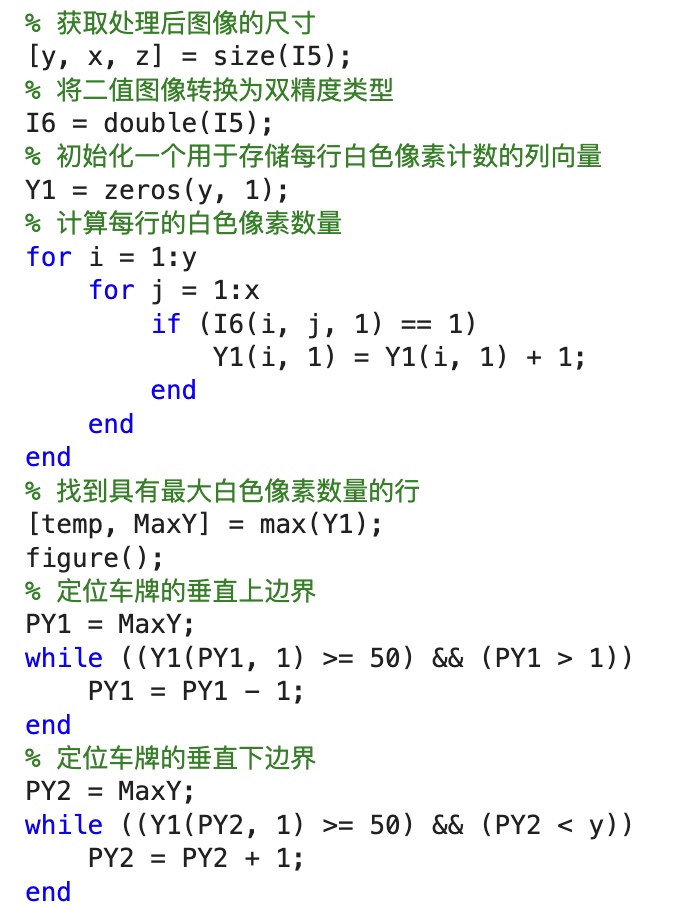 % 获取处理后图像的尺寸
[y, x, z] = size(I5);
% 将二值图像转换为双精度类型
I6 = double(I5);
% 初始化一个用于存储每行白色像素计数的列向量
Y1 = zeros(y, 1);
% 计算每行的白色像素数量
for i = 1:y
    for j = 1:x
        if (I6(i, j, 1) == 1)
            Y1(i, 1) = Y1(i, 1) + 1;
        end
    end
end
% 找到具有最大白色像素数量的行
[temp, MaxY] = max(Y1);
figure();
% 定位车牌的垂直上边界
PY1 = MaxY;
while ((Y1(PY1, 1) >= 50) && (PY1 > 1))
    PY1 = PY1 - 1;
end
% 定位车牌的垂直下边界
PY2 = MaxY;
while ((Y1(PY2, 1) >= 50) && (PY2 < y))
    PY2 = PY2 + 1;
end